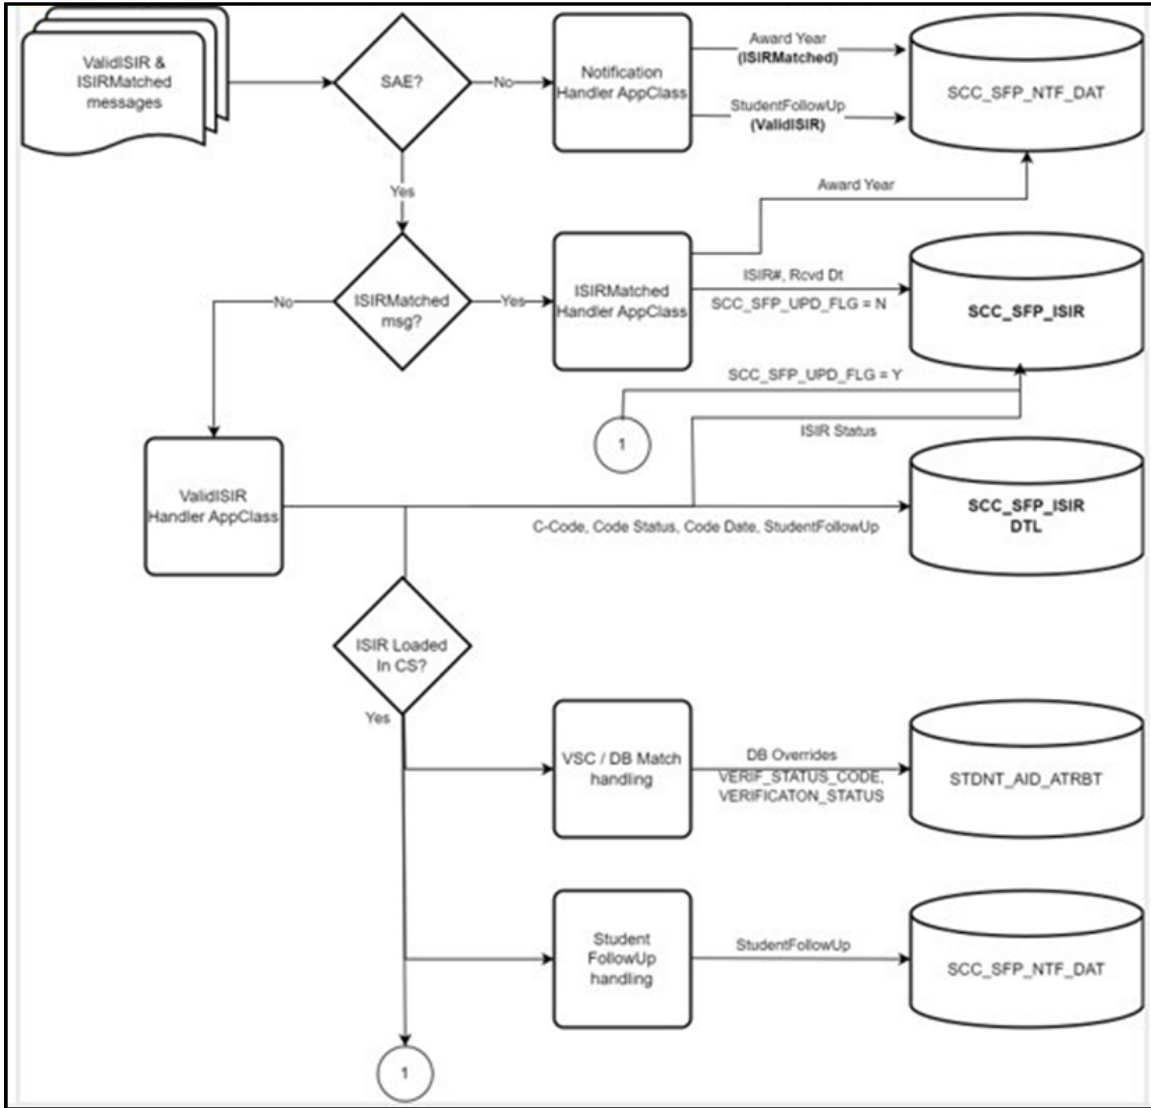 ValidISIR &
ISIRMatched
messages
SAE?
No
Notification
Handler AppClass
Award Year
(ISIRMatched)
StudentFollowUp
(ValidISIR)
SCC_SFP_NTF_DAT
Yes
Award Year
No
ISIRMatched
msg?
Yes
ISIRMatched
Handler AppClass
ISIR#, Rcvd Dt
SCC_SFP_UPD_FLG = N
SCC_SFP_ISIR
SCC_SFP_UPD_FLG = Y
1
ISIR Status
ValidISIR
Handler AppClass
C-Code, Code Status, Code Date, StudentFollowUp
SCC_SFP_ISIR
DTL
ISIR Loaded
In CS?
Yes
VSC / DB Match
handling
DB Overrides
VERIF_STATUS_CODE,
VERIFICATON_STATUS
STDNT_AID_ATRBT
Student
FollowUp
handling
StudentFollowUp
SCC_SFP_NTF_DAT
1